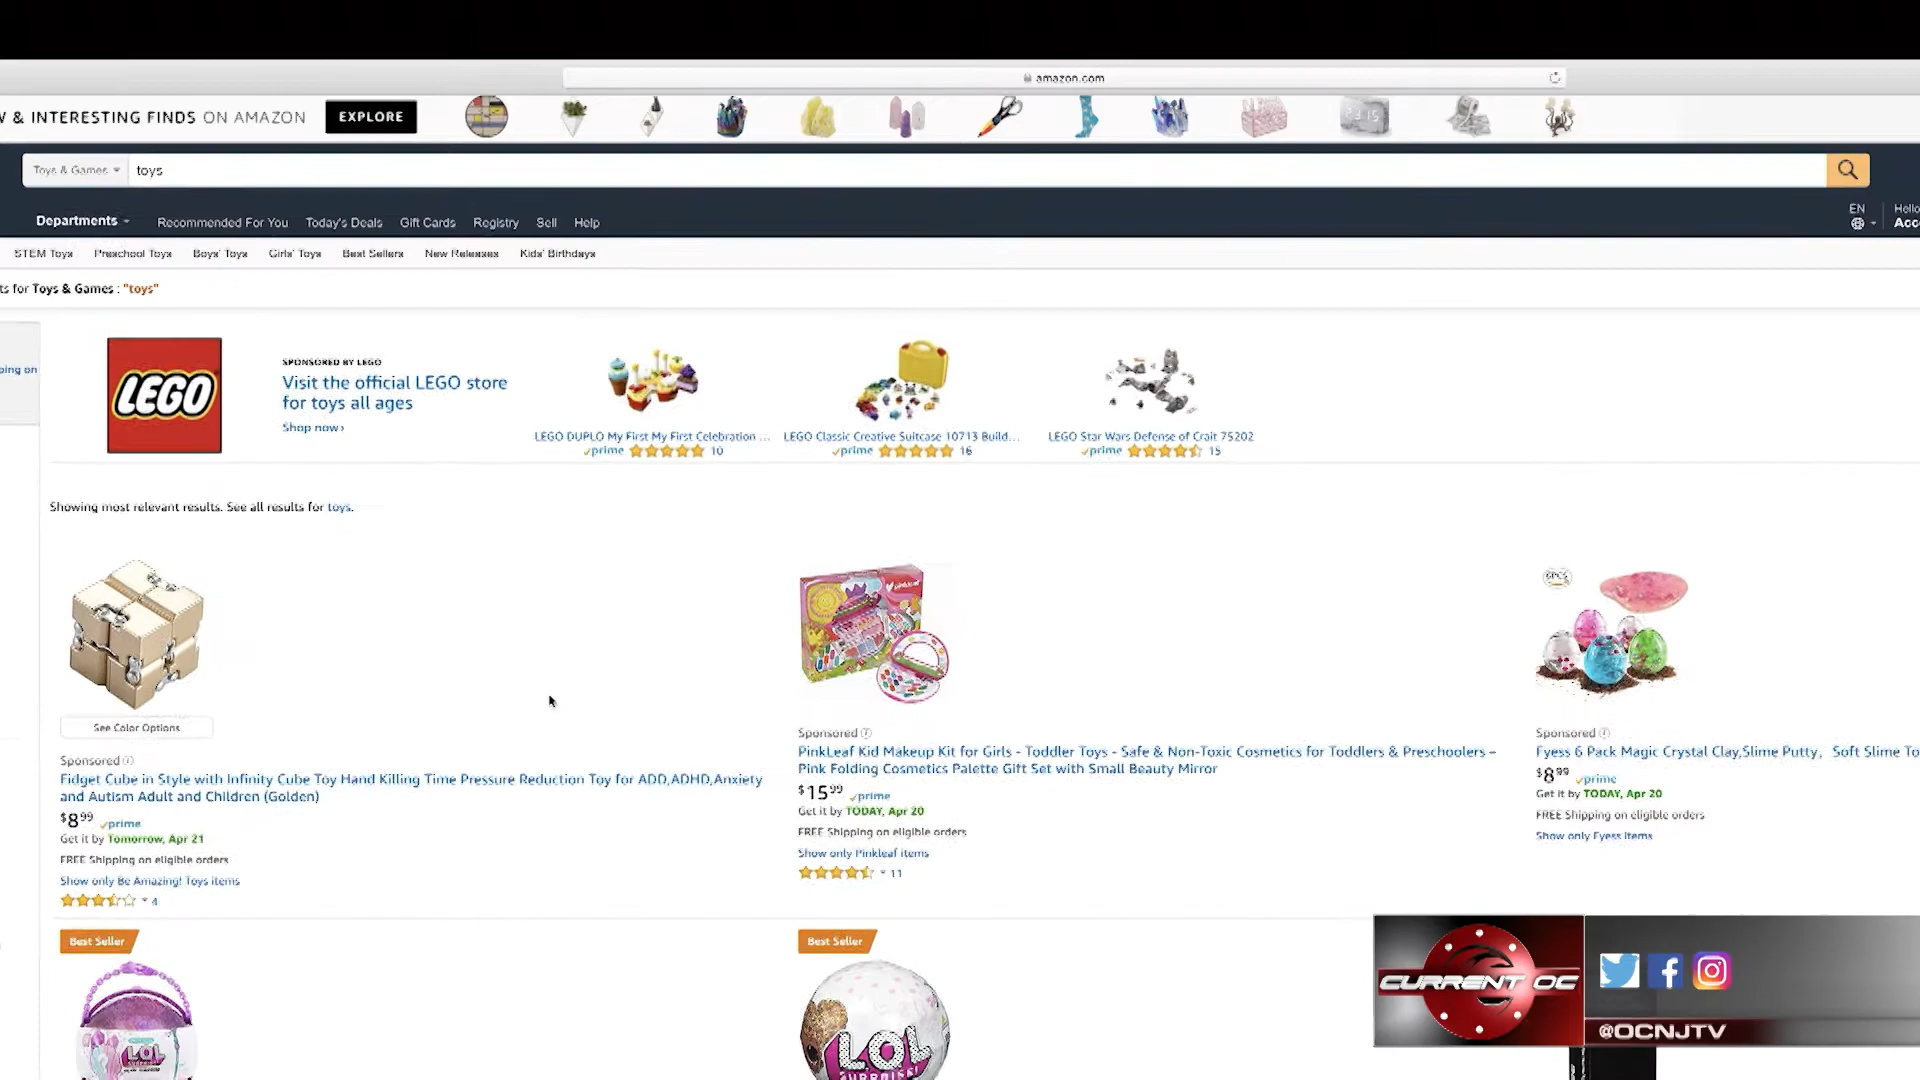 amazon.com
& INTERESTING FINDS ON AMAZON
EXPLORE
Toys & Games
toys
Departments
Recommended For You
Today's Deals
Gift Cards
Registry
Sell
Help
EN
Hello
STEM Toys
Preschool Toys
Boys' Toys
Girls' Toys
Best Sellers
New Releases
Kids' Birthdays
for Toys & Games : "toys"
on
LEGO
SPONSORED BY LEGO
Visit the official LEGO store
for toys all ages
Shop now ›
LEGO DUPLO My First My First Celebration ...
prime 10
LEGO Classic Creative Suitcase 10713 Build...
prime 16
LEGO Star Wars Defense of Crait 75202
prime 15
Showing most relevant results. See all results for toys.
See Color Options
Sponsored
Fidget Cube in Style with Infinity Cube Toy Hand Killing Time Pressure Reduction Toy for ADD,ADHD,Anxiety
and Autism Adult and Children (Golden)
$8 99 prime
Get it by Tomorrow, Apr 21
FREE Shipping on eligible orders
Show only Be Amazing! Toys items
4
Sponsored
PinkLeaf Kid Makeup Kit for Girls - Toddler Toys - Safe & Non-Toxic Cosmetics for Toddlers & Preschoolers –
Pink Folding Cosmetics Palette Gift Set with Small Beauty Mirror
$15 99 prime
Get it by TODAY, Apr 20
FREE Shipping on eligible orders
Show only Pinkleaf items
11
6PCS
Sponsored
Fyess 6 Pack Magic Crystal Clay,Slime Putty, Soft Slime
$8 99 prime
Get it by TODAY, Apr 20
FREE Shipping on eligible orders
Show only Fyess items
Best Seller
LOL
Best Seller
LOL
SURPRISE!
CURRENT OC
@OCNJTV